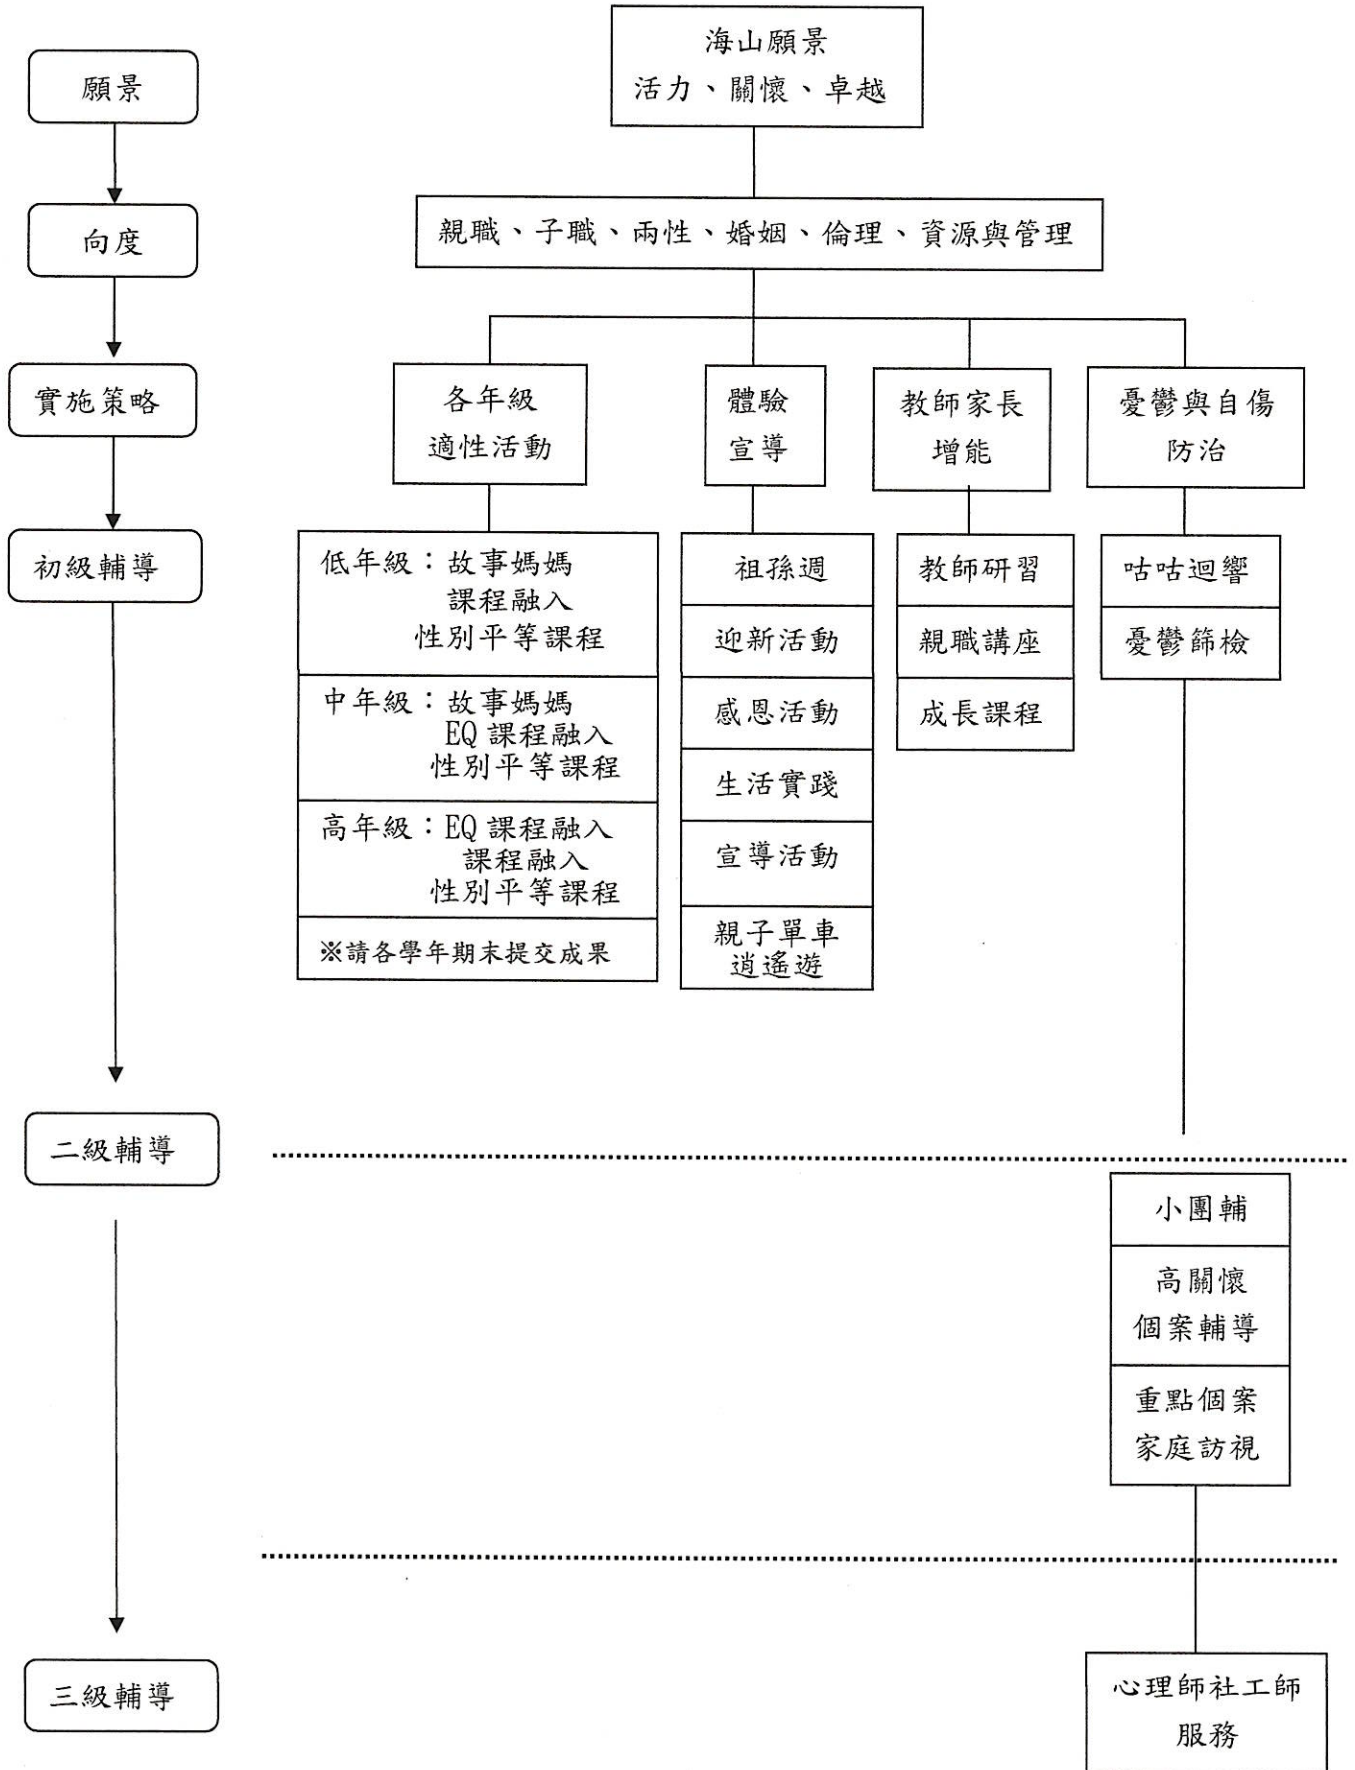 願景
向度
實施策略
初級輔導
二級輔導
三級輔導
海山願景
活力、關懷、卓越
親職、子職、兩性、婚姻、倫理、資源與管理
各年級
適性活動
低年級：故事媽媽
課程融入
性別平等課程
中年級：故事媽媽
EQ 課程融入
性別平等課程
高年級：EQ 課程融入
課程融入
性別平等課程
※請各學年期末提交成果
體驗
宣導
祖孫週
迎新活動
感恩活動
生活實踐
宣導活動
親子單車
逍遙遊
教師家長
增能
教師研習
親職講座
成長課程
憂鬱與自傷
防治
咕咕迴響
憂鬱篩檢
小團輔
高關懷
個案輔導
重點個案
家庭訪視
心理師社工師
服務